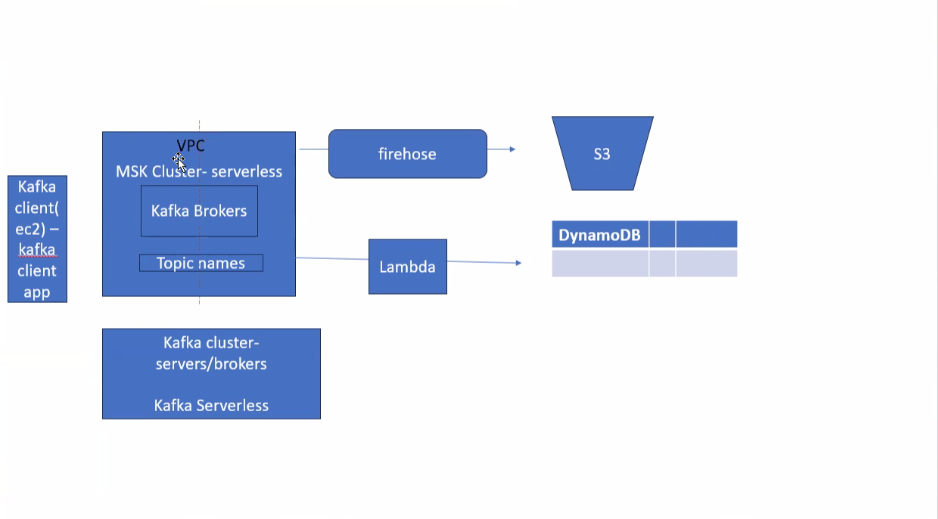 Kafka
client(
ec2) –
kafka
client
app
VPC
MSK Cluster- serverless
Kafka Brokers
Topic names
firehose
S3
Lambda
DynamoDB
Kafka cluster-
servers/brokers
Kafka Serverless